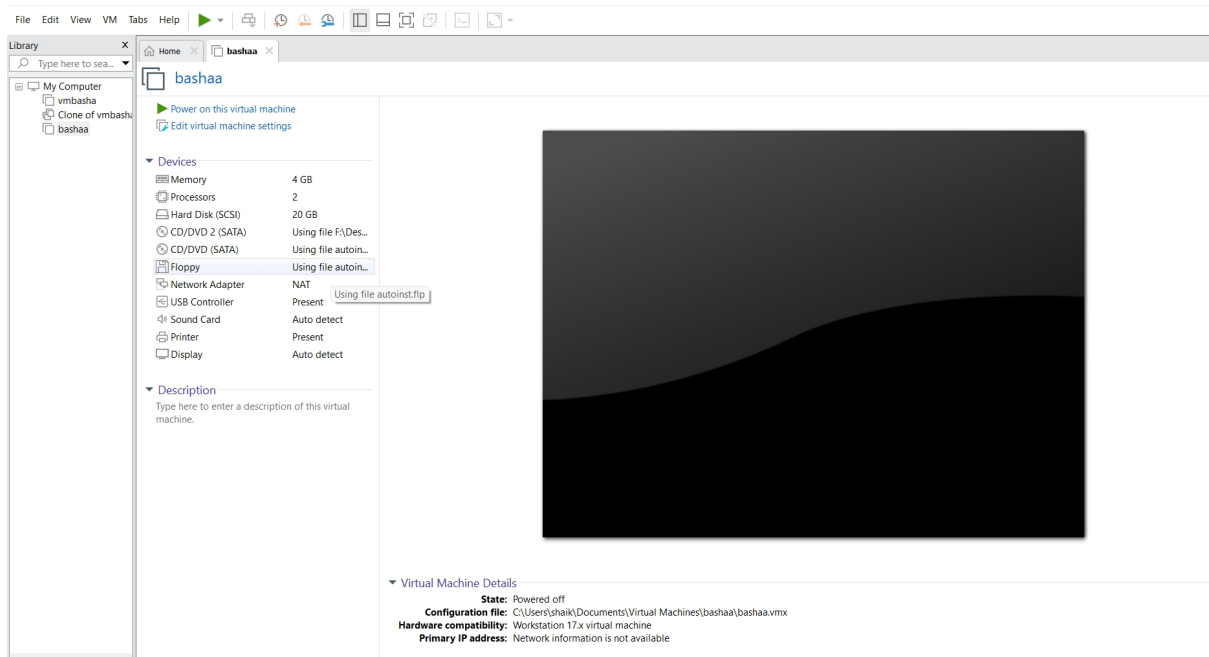 File Edit View VM Tabs Help
Library X
Type here to sea...
My Computer
vmbasha
Clone of vmbasha
bashaa
Home
bashaa
bashaa
Power on this virtual machine
Edit virtual machine settings
Devices
Memory 4 GB
Processors 2
Hard Disk (SCSI) 20 GB
CD/DVD 2 (SATA) Using file F:\Des...
CD/DVD (SATA) Using file autoin...
Floppy Using file autoin...
Network Adapter NAT
Using file autoinst.flp
USB Controller Present
Sound Card Auto detect
Printer Present
Display Auto detect
Description
Type here to enter a description of this virtual
machine.
Virtual Machine Details
State: Powered off
Configuration file: C:\Users\shaik\Documents\Virtual Machines\bashaa\bashaa.vmx
Hardware compatibility: Workstation 17.x virtual machine
Primary IP address: Network information is not available